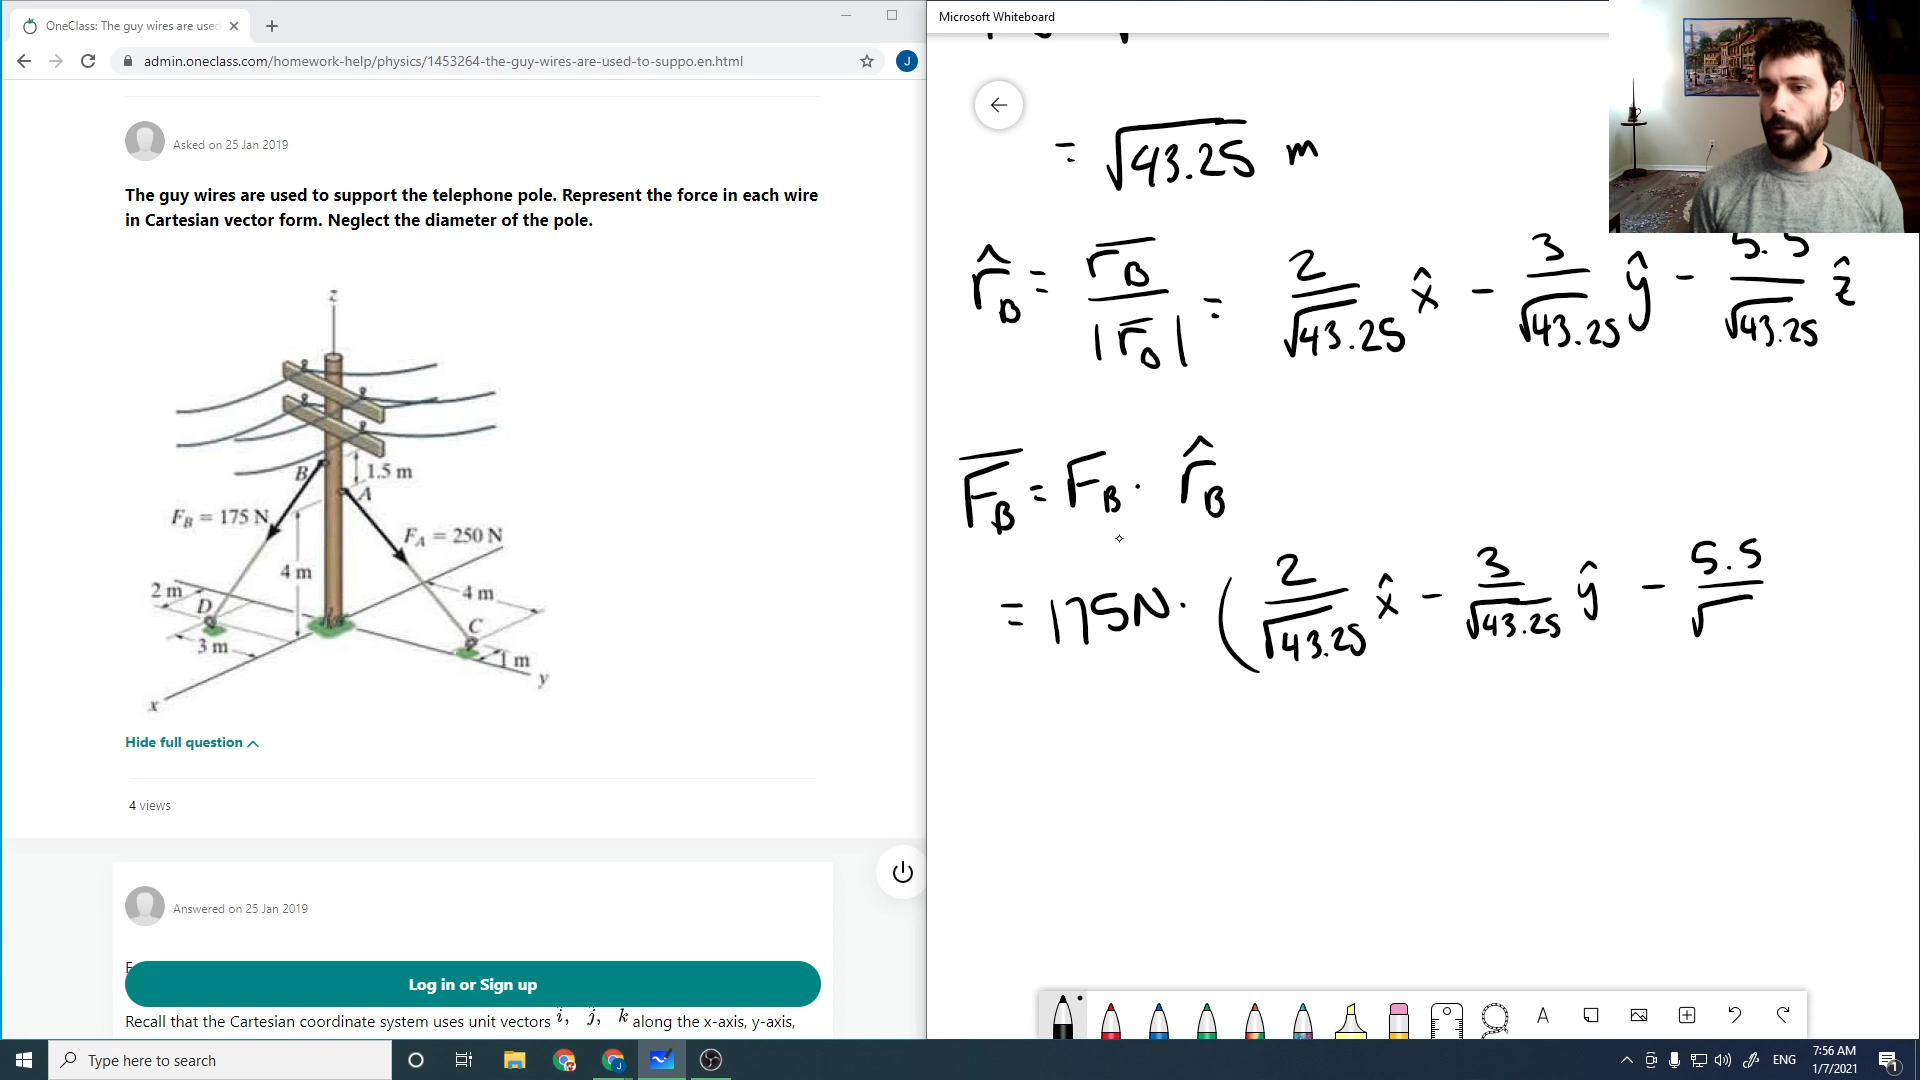 OneClass: The guy wires are used
admin.oneclass.com/homework-help/physics/1453264-the-guy-wires-are-used-to-suppo.en.html
J
Asked on 25 Jan 2019
The guy wires are used to support the telephone pole. Represent the force in each wire
in Cartesian vector form. Neglect the diameter of the pole.
z
B
1.5 m
A
F_B = 175 N
F_A = 250 N
4 m
2 m
D
4 m
C
3 m
1 m
y
x
Hide full question
4 views
Answered on 25 Jan 2019
Log in or Sign up
Recall that the Cartesian coordinate system uses unit vectors i, j, k along the x-axis, y-axis,
Microsoft Whiteboard
= √43.25 m
r̂_B = r̅_B / |r̅_B| = 2/√43.25 x̂ - 3/√43.25 ŷ - 5.5/√43.25 ẑ
F̅_B = F_B · r̂_B
= 175N · ( 2/√43.25 x̂ - 3/√43.25 ŷ - 5.5/√
A
Type here to search
J
ENG
7:56 AM
1/7/2021
1